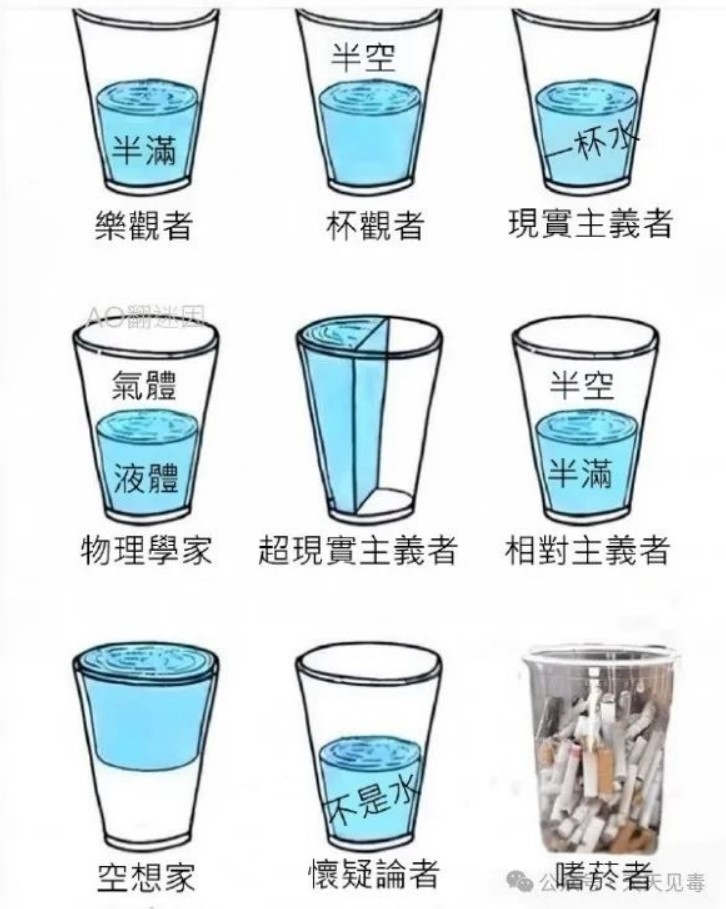 半空
半滿
一杯水
樂觀者
杯觀者
現實主義者
AO翻迷因
氣體
半空
液體
半滿
物理學家
超現實主義者
相對主義者
不是水
空想家
懷疑論者
嗜菸者
天见毒